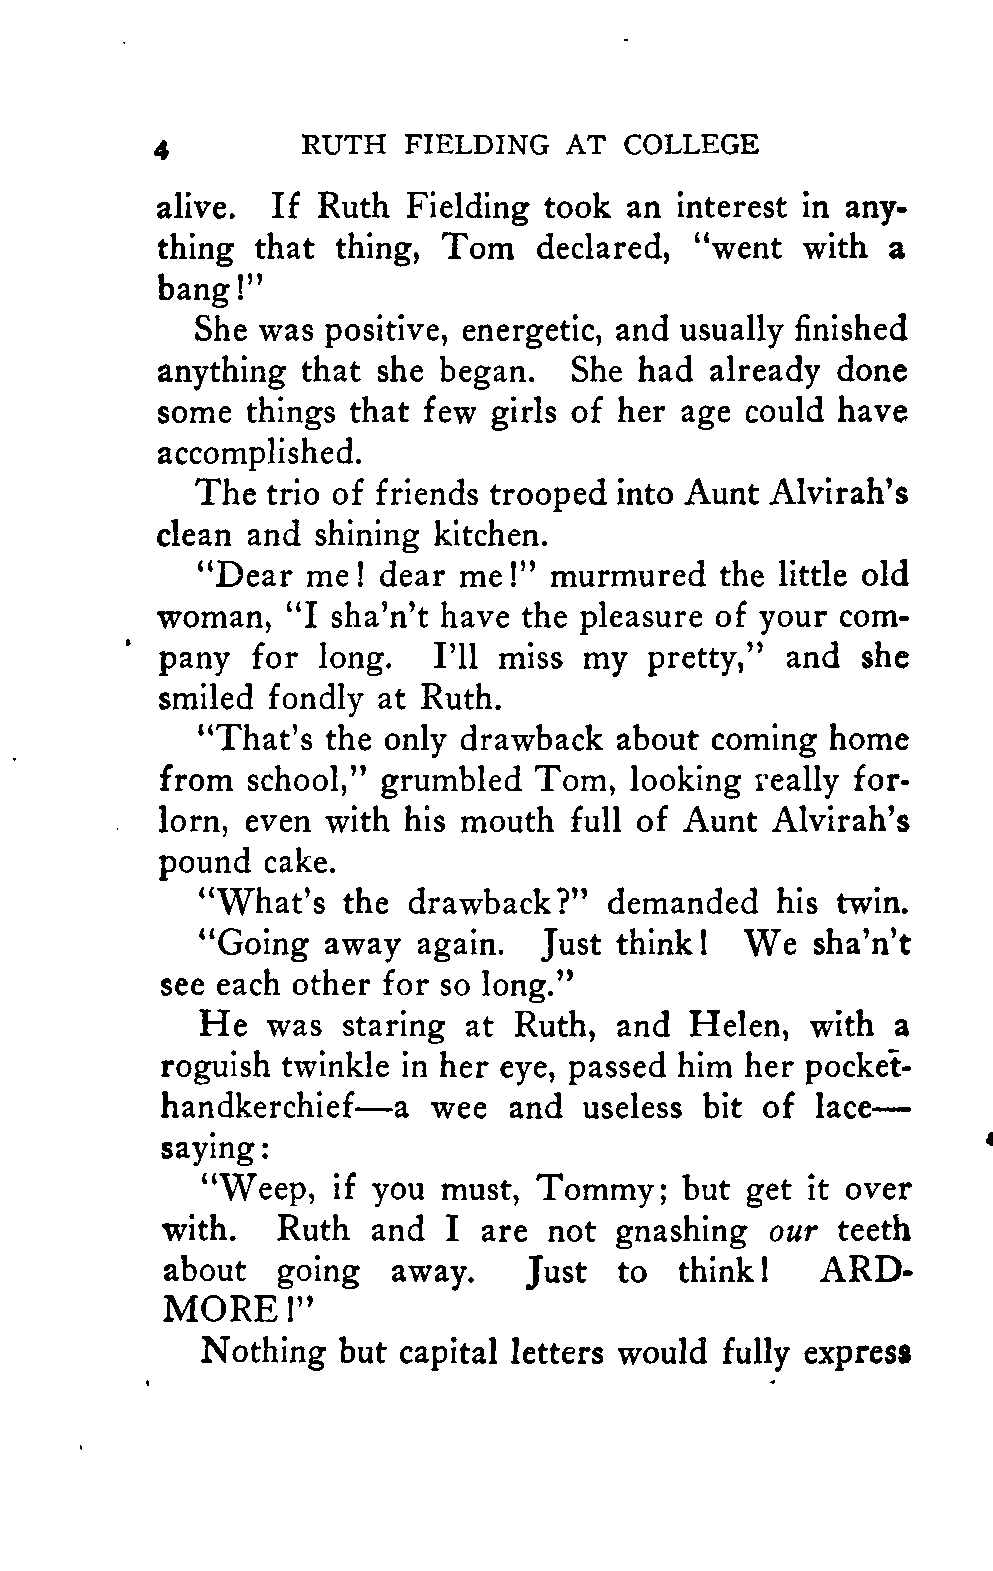 4 RUTH FIELDING AT COLLEGE
alive. If Ruth Fielding took an interest in any-
thing that thing, Tom declared, "went with a
bang!"
She was positive, energetic, and usually finished
anything that she began. She had already done
some things that few girls of her age could have
accomplished.
The trio of friends trooped into Aunt Alvirah's
clean and shining kitchen.
"Dear me! dear me!" murmured the little old
woman, "I sha'n't have the pleasure of your com-
pany for long. I'll miss my pretty," and she
smiled fondly at Ruth.
"That's the only drawback about coming home
from school," grumbled Tom, looking really for-
lorn, even with his mouth full of Aunt Alvirah's
pound cake.
"What's the drawback?" demanded his twin.
"Going away again. Just think! We sha'n't
see each other for so long."
He was staring at Ruth, and Helen, with a
roguish twinkle in her eye, passed him her pocket-
handkerchief—a wee and useless bit of lace—
saying:
"Weep, if you must, Tommy; but get it over
with. Ruth and I are not gnashing our teeth
about going away. Just to think! ARD-
MORE!"
Nothing but capital letters would fully express